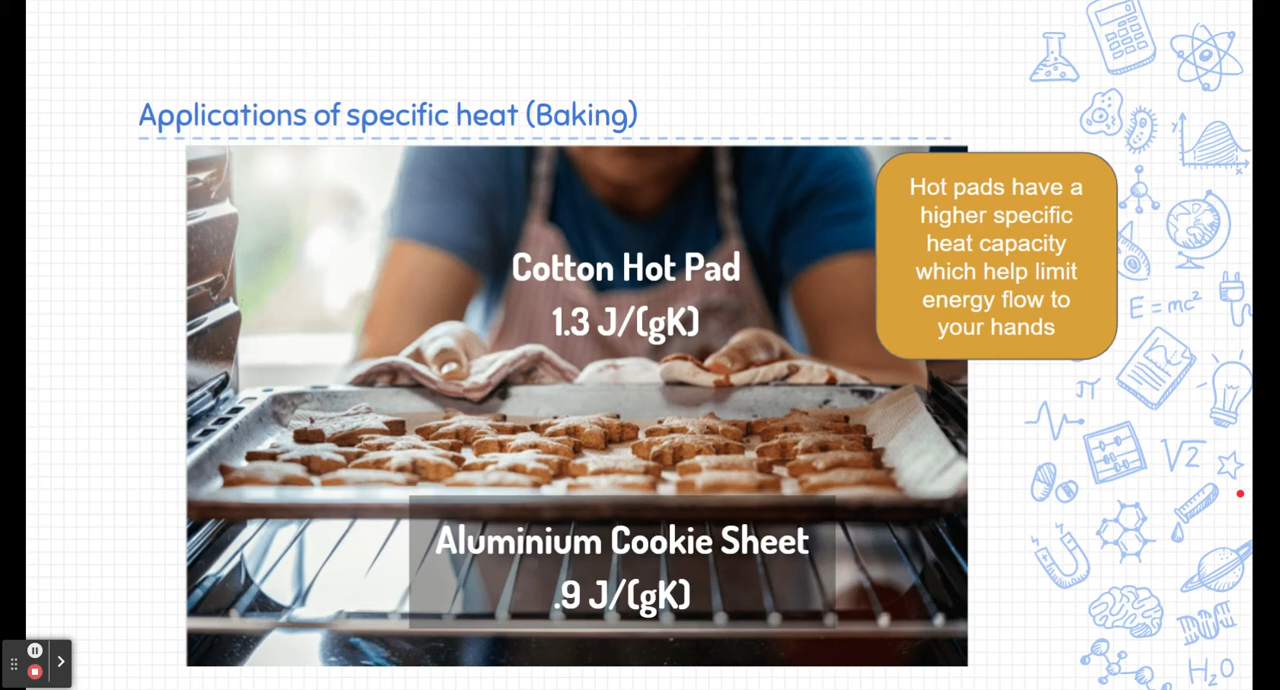 Applications of specific heat (Baking)
Hot pads have a
higher specific
heat capacity
which help limit
energy flow to
your hands
Cotton Hot Pad
1.3 J/(gK)
Aluminium Cookie Sheet
.9 J/(gK)
y
x
E=mc²
π
√2
H₂O